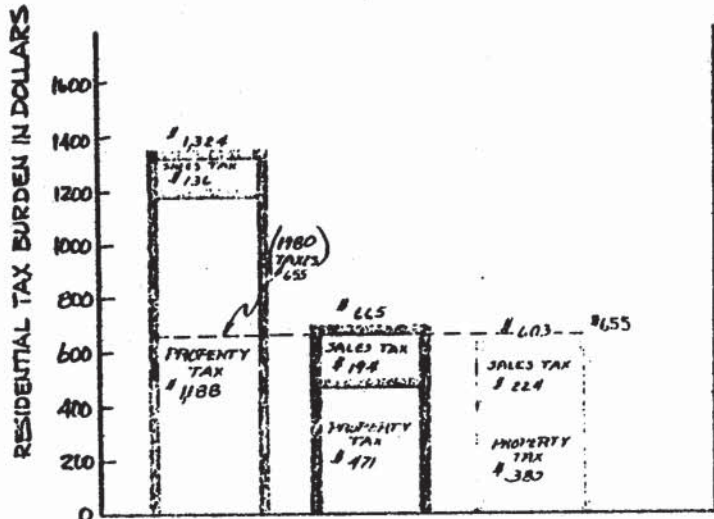 RESIDENTIAL TAX BURDEN IN DOLLARS
1600
1400
1200
1000
800
600
400
200
0
$1,324
SALES TAX
$136
(1980
TAXES)
$655
PROPERTY
TAX
$1,188
$665
SALES TAX
$194
PROPERTY
TAX
$471
$603
$655
SALES TAX
$224
PROPERTY
TAX